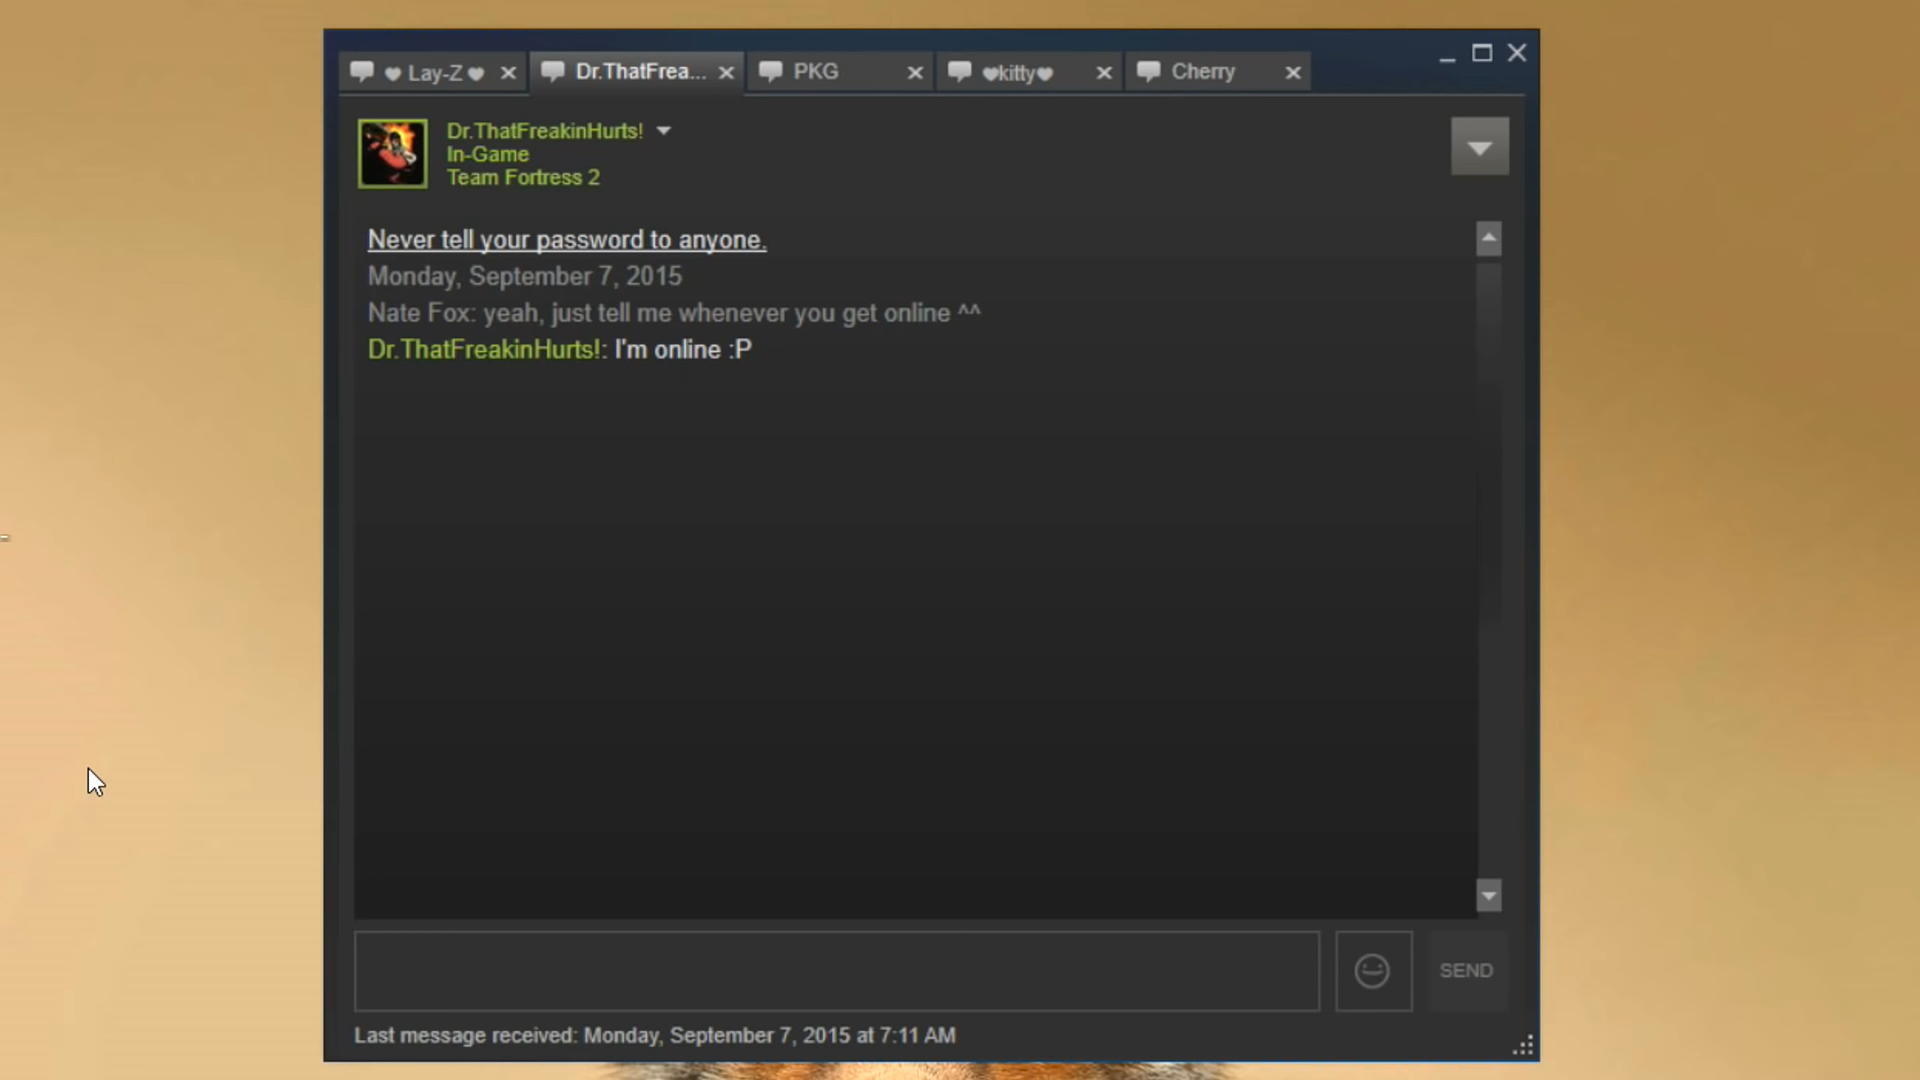 ♥ Lay-Z ♥
Dr.ThatFrea...
PKG
♥kitty♥
Cherry
Dr.ThatFreakinHurts!
In-Game
Team Fortress 2
Never tell your password to anyone.
Monday, September 7, 2015
Nate Fox: yeah, just tell me whenever you get online ^^
Dr.ThatFreakinHurts!: I'm online :P
SEND
Last message received: Monday, September 7, 2015 at 7:11 AM